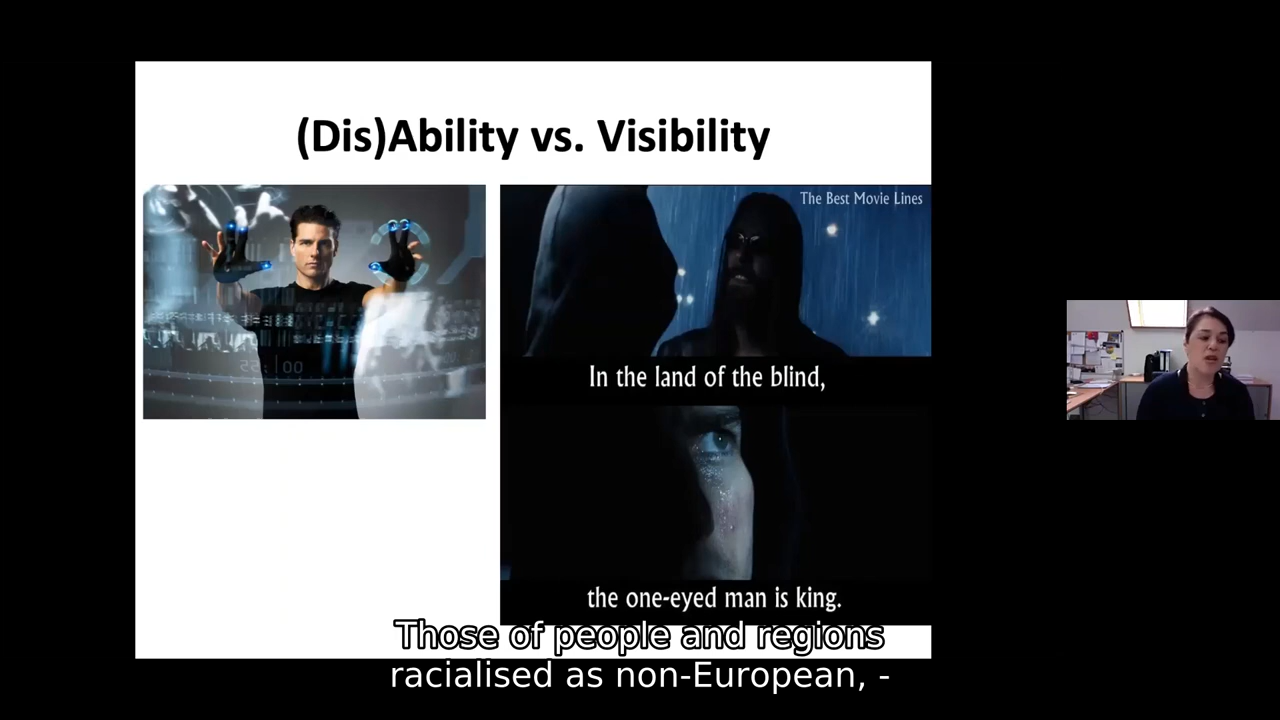 (Dis)Ability vs. Visibility
The Best Movie Lines
In the land of the blind,
the one-eyed man is king.
Those of people and regions
racialised as non-European, -